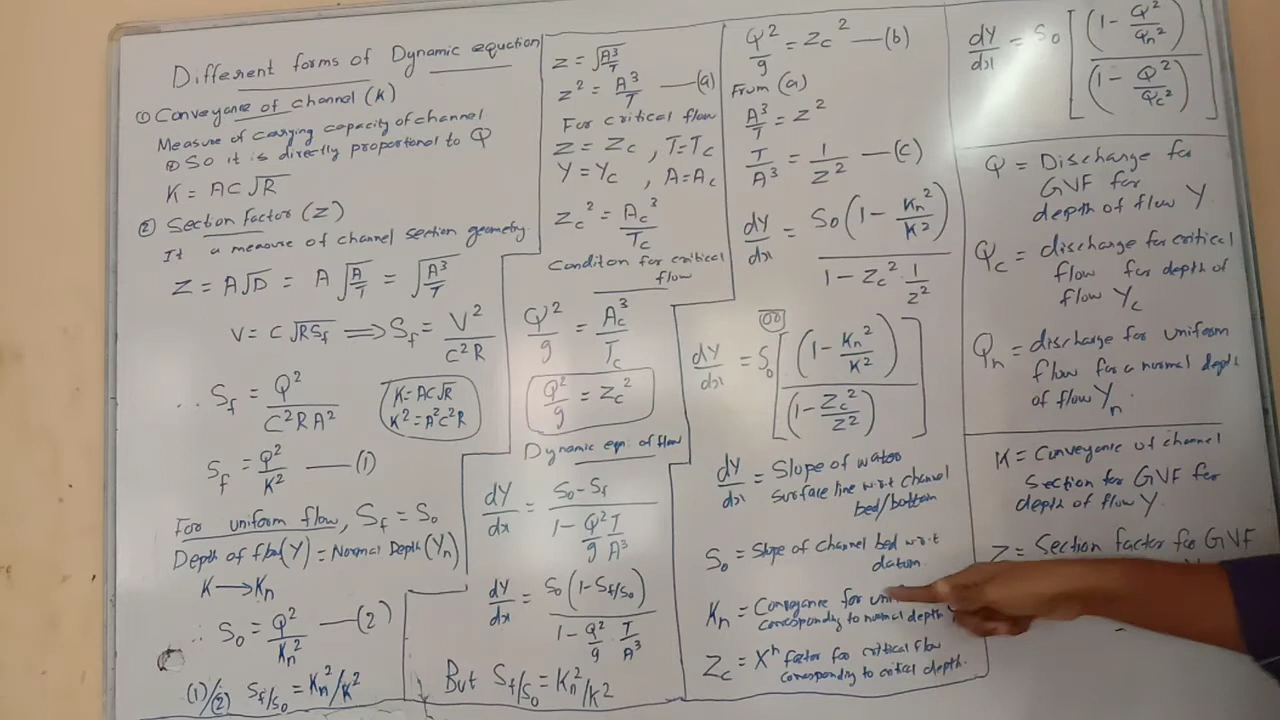 Different forms of Dynamic equation
① Conveyance of channel (K)
Measure of carrying capacity of channel
② So it is directly proportional to Q
K = AC√R
② Section factor (Z)
It a measure of channel section geometry.
Z = A√D = A√(A/T) = √(A³/T)
V = C√(RSf) ⟹ Sf = V²/(C²R)
∴ Sf = Q²/(C²RA²)
K = AC√R
K² = A²C²R
Sf = Q²/K² —(1)
For uniform flow, Sf = So
Depth of flow (Y) = Normal Depth (Yn)
K → Kn
∴ So = Q²/Kn² —(2)
(1)/(2) Sf/So = Kn²/K²
Z = √(A³/T)
Z² = A³/T —(a)
For critical flow
Z = Zc , T = Tc
Y = Yc , A = Ac
Zc² = Ac³/Tc
Conditon for critical
flow
Q²/g = Ac³/Tc
Q²/g = Zc²
Dynamic eqn. of flow
dY/dx = (So - Sf)/(1 - Q²/g T/A³)
dY/dx = So(1 - Sf/So)/(1 - Q²/g · T/A³)
But Sf/So = Kn²/K²
Q²/g = Zc² —(b)
From (a)
A³/T = Z²
T/A³ = 1/Z² —(c)
dY/dx = So(1 - Kn²/K²)/(1 - Zc² · 1/Z²)
OR
dY/dx = So[(1 - Kn²/K²)/(1 - Zc²/Z²)]
dY/dx = Slope of water
surface line w.r.t channel
bed/bottom
So = Slope of channel bed w.r.t
datum
Kn = Conveyance for
corresponding to normal depth
Zc = Xⁿ factor for critical flow
corresponding to critical depth.
dY/dx = So[(1 - Q²/Qn²)/(1 - Q²/Qc²)]
Q = Discharge for
GVF for
depth of flow Y
Qc = discharge for critical
flow for depth of
flow Yc
Qn = discharge for uniform
flow for a normal depth
of flow Yn
K = Conveyance of channel
section for GVF for
depth of flow Y.
Z = Section factor for GVF